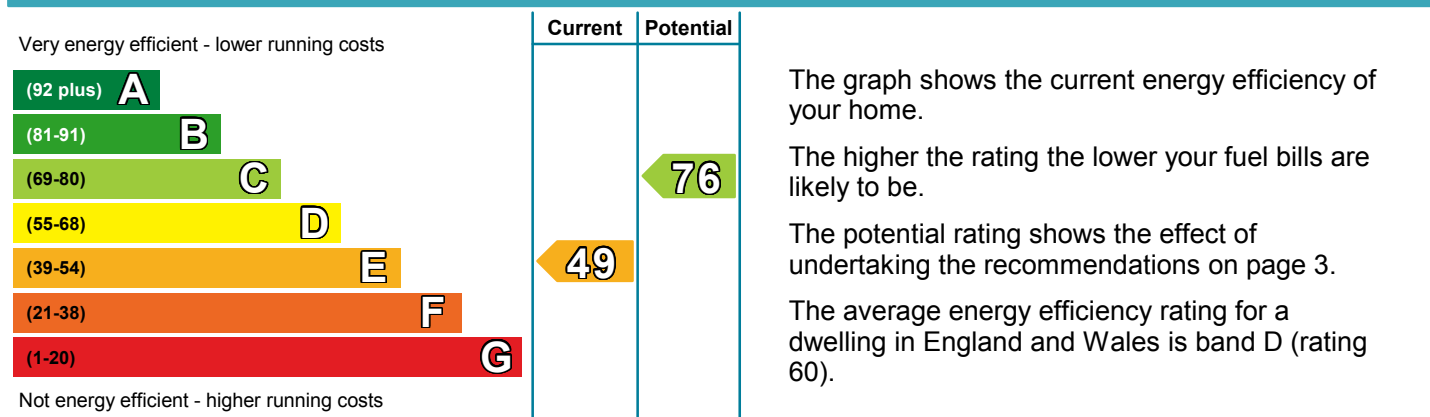 Current Potential
Very energy efficient - lower running costs
(92 plus) A
(81-91) B
(69-80) C
76
(55-68) D
(39-54) E
49
(21-38) F
(1-20) G
Not energy efficient - higher running costs
The graph shows the current energy efficiency of
your home.
The higher the rating the lower your fuel bills are
likely to be.
The potential rating shows the effect of
undertaking the recommendations on page 3.
The average energy efficiency rating for a
dwelling in England and Wales is band D (rating
60).